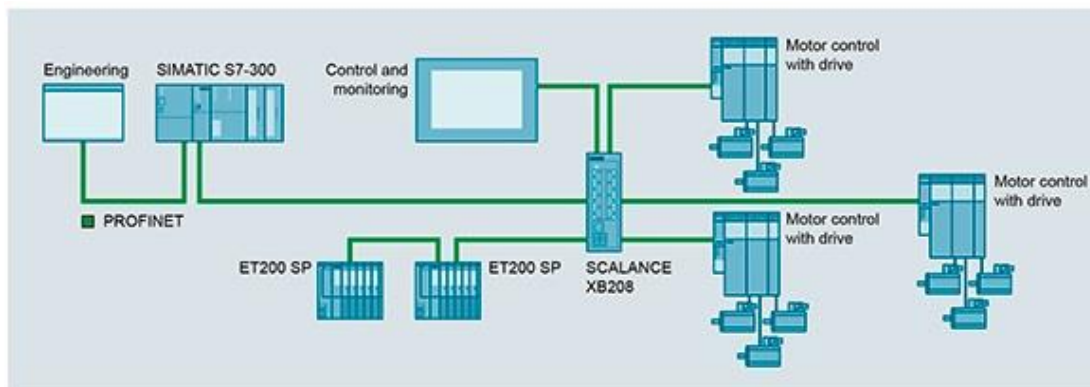 Engineering
SIMATIC S7-300
Control and
monitoring
Motor control
with drive
Motor control
with drive
PROFINET
Motor control
with drive
ET200 SP
ET200 SP
SCALANCE
XB208